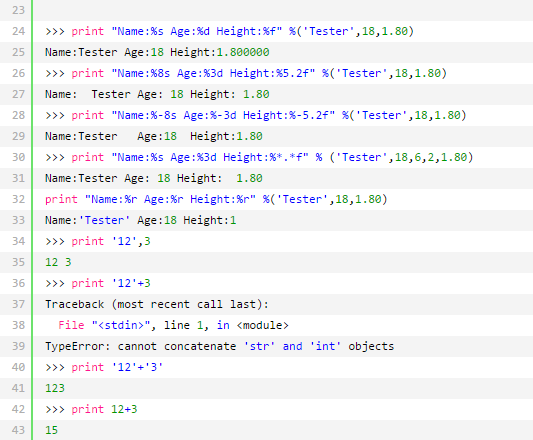 23
24 >>> print "Name:%s Age:%d Height:%f" %('Tester',18,1.80)
25 Name:Tester Age:18 Height:1.800000
26 >>> print "Name:%8s Age:%3d Height:%5.2f" %('Tester',18,1.80)
27 Name:  Tester Age: 18 Height: 1.80
28 >>> print "Name:%-8s Age:%-3d Height:%-5.2f" %('Tester',18,1.80)
29 Name:Tester   Age:18  Height:1.80
30 >>> print "Name:%s Age:%3d Height:%*.*f" % ('Tester',18,6,2,1.80)
31 Name:Tester Age: 18 Height:  1.80
32 print "Name:%r Age:%r Height:%r" %('Tester',18,1.80)
33 Name:'Tester' Age:18 Height:1
34 >>> print '12',3
35 12 3
36 >>> print '12'+3
37 Traceback (most recent call last):
38   File "<stdin>", line 1, in <module>
39 TypeError: cannot concatenate 'str' and 'int' objects
40 >>> print '12'+'3'
41 123
42 >>> print 12+3
43 15